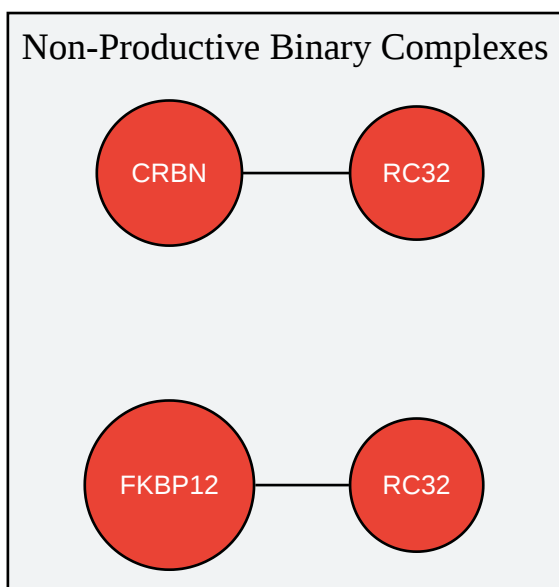 Non-Productive Binary Complexes
CRBN
RC32
FKBP12
RC32